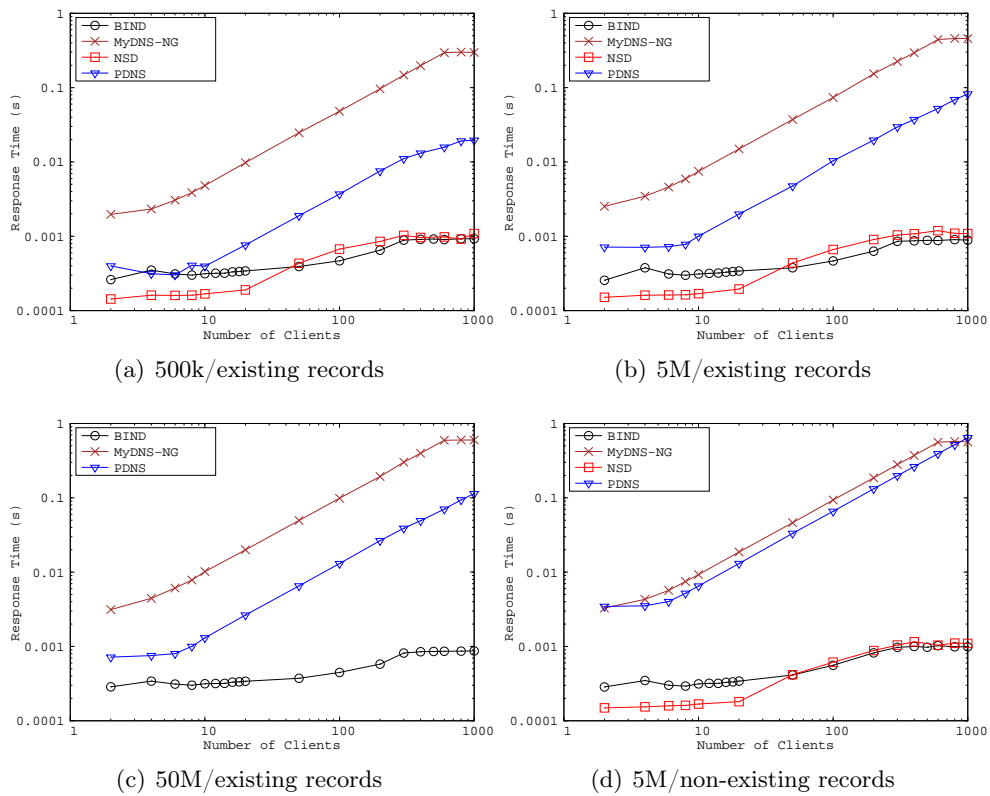 1
BIND
MyDNS-NG
NSD
PDNS
0.1
0.01
0.001
0.0001
Response Time (s)
1 10 100 1000
Number of Clients
(a) 500k/existing records
1
BIND
MyDNS-NG
NSD
PDNS
0.1
0.01
0.001
0.0001
Response Time (s)
1 10 100 1000
Number of Clients
(b) 5M/existing records
1
BIND
MyDNS-NG
PDNS
0.1
0.01
0.001
0.0001
Response Time (s)
1 10 100 1000
Number of Clients
(c) 50M/existing records
1
BIND
MyDNS-NG
NSD
PDNS
0.1
0.01
0.001
0.0001
Response Time (s)
1 10 100 1000
Number of Clients
(d) 5M/non-existing records